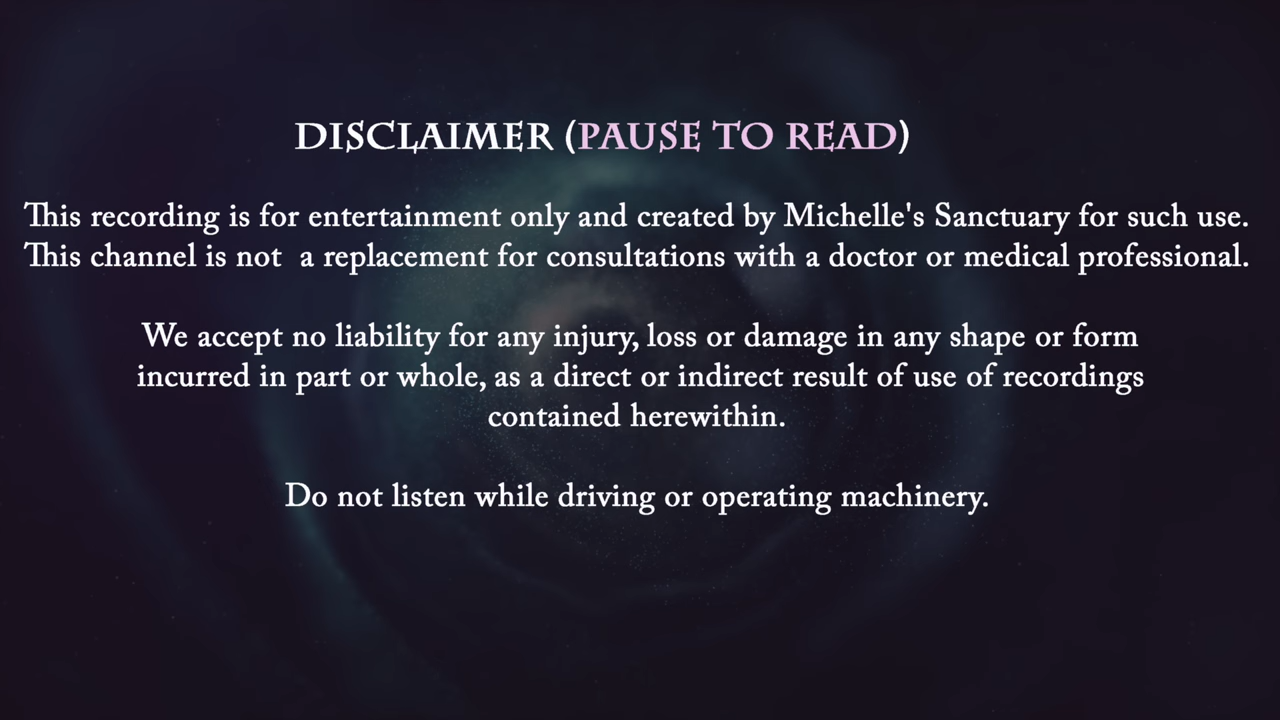 DISCLAIMER (PAUSE TO READ)
This recording is for entertainment only and created by Michelle's Sanctuary for such use.
This channel is not  a replacement for consultations with a doctor or medical professional.
We accept no liability for any injury, loss or damage in any shape or form
incurred in part or whole, as a direct or indirect result of use of recordings
contained herewithin.
Do not listen while driving or operating machinery.